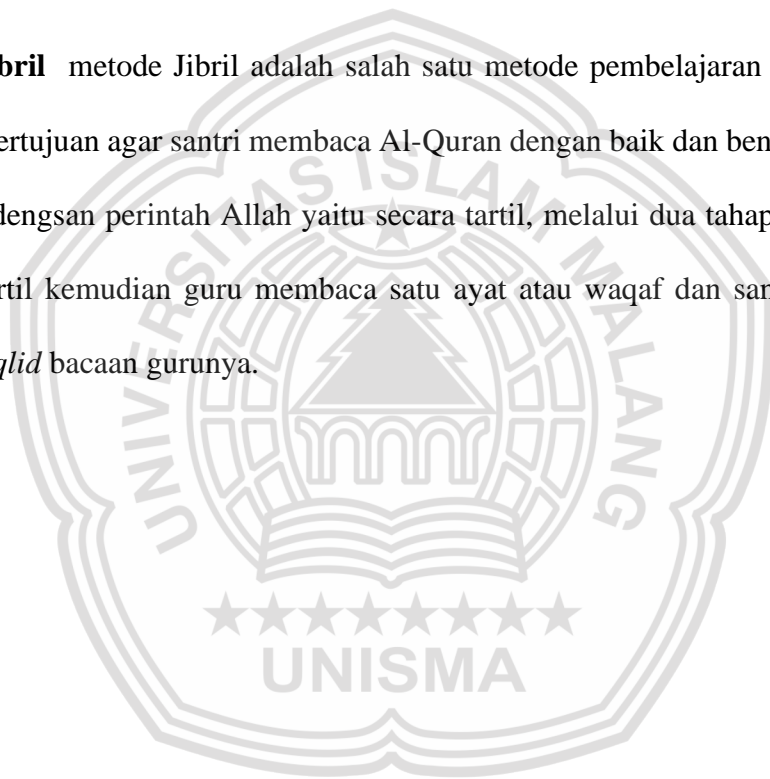 bril metode Jibril adalah salah satu metode pembelajaran
ertujuan agar santri membaca Al-Quran dengan baik dan ben
dengsan perintah Allah yaitu secara tartil, melalui dua tahap
rtil kemudian guru membaca satu ayat atau waqaf dan san
qlid bacaan gurunya.
UNIVERSITAS ISLAM MALANG
UNISMA